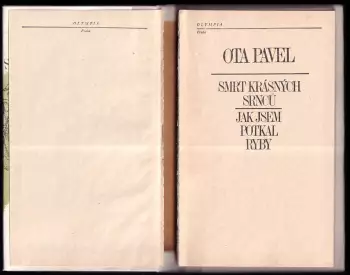 OLYMPIA
Praha
OLYMPIA
Praha
OTA PAVEL
SMRT KRÁSNÝCH
SRNCŮ
JAK JSEM
POTKAL
RYBY